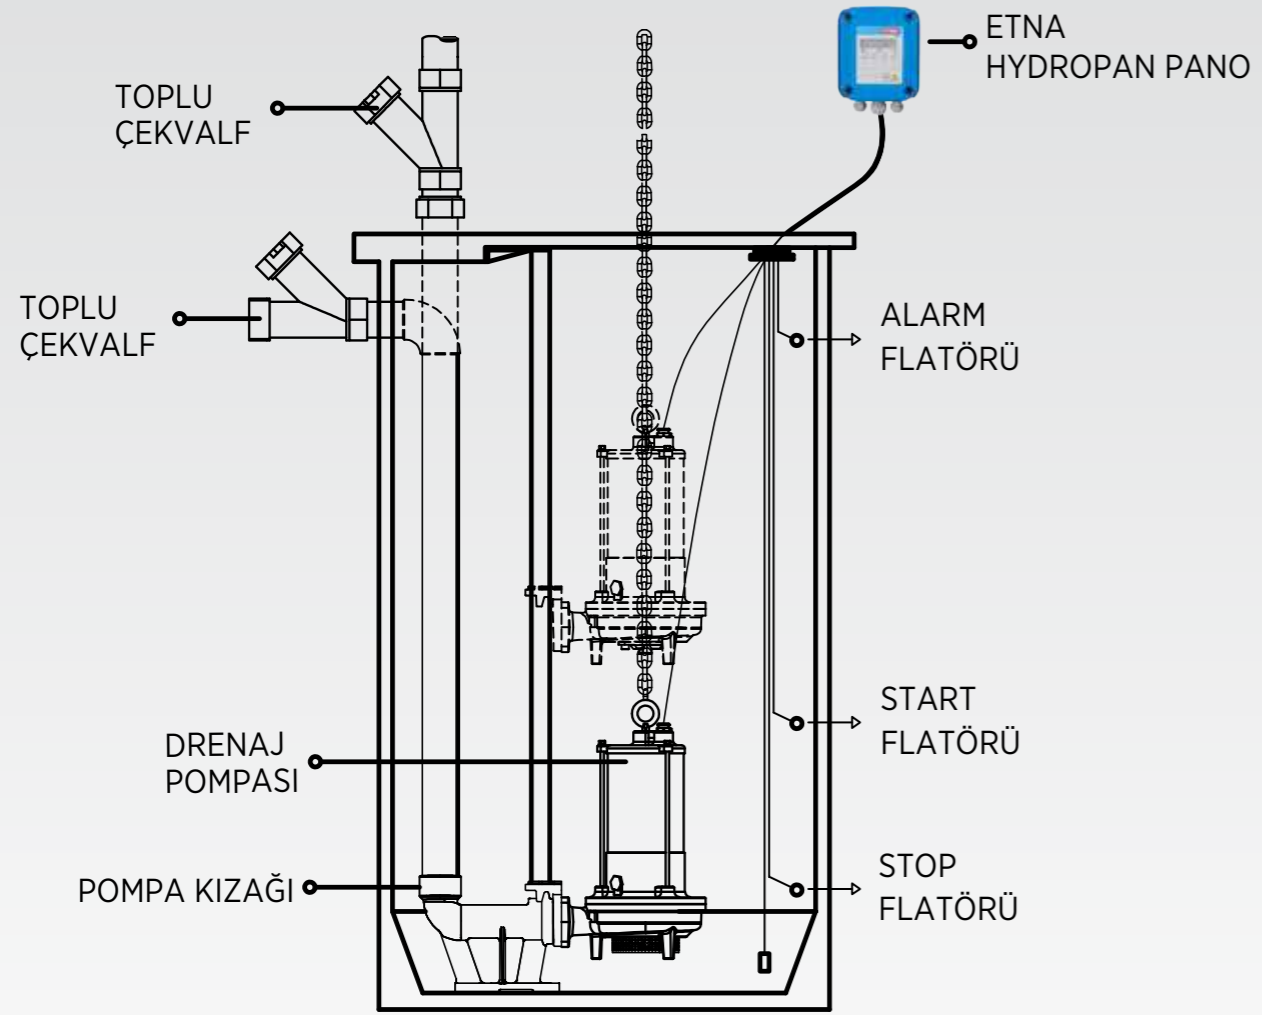 ETNA
HYDROPAN PANO
TOPLU
ÇEKVALF
TOPLU
ÇEKVALF
ALARM
FLATÖRÜ
START
FLATÖRÜ
DRENAJ
POMPASI
POMPA KIZAĞI
STOP
FLATÖRÜ